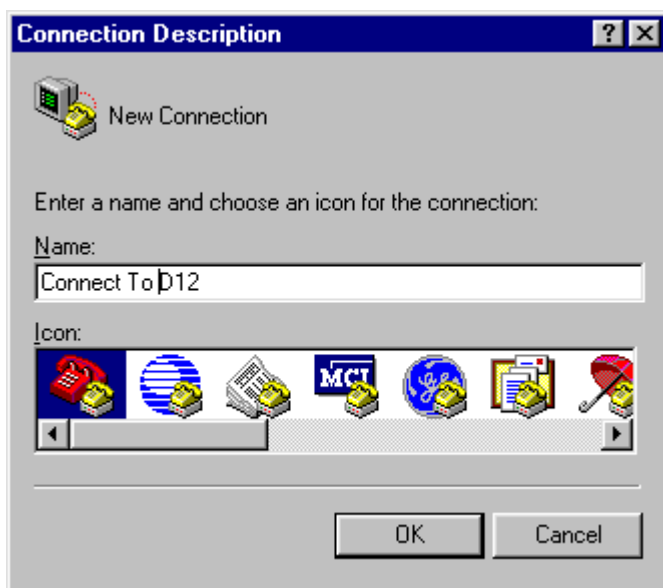 Connection Description
New Connection
Enter a name and choose an icon for the connection:
Name:
Connect To D12
Icon:
MCI
OK Cancel